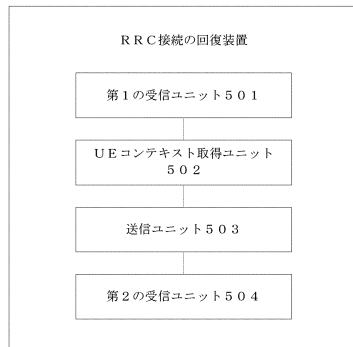 ＲＲＣ接続の回復装置
第１の受信ユニット５０１
ＵＥコンテキスト取得ユニット
５０２
送信ユニット５０３
第２の受信ユニット５０４